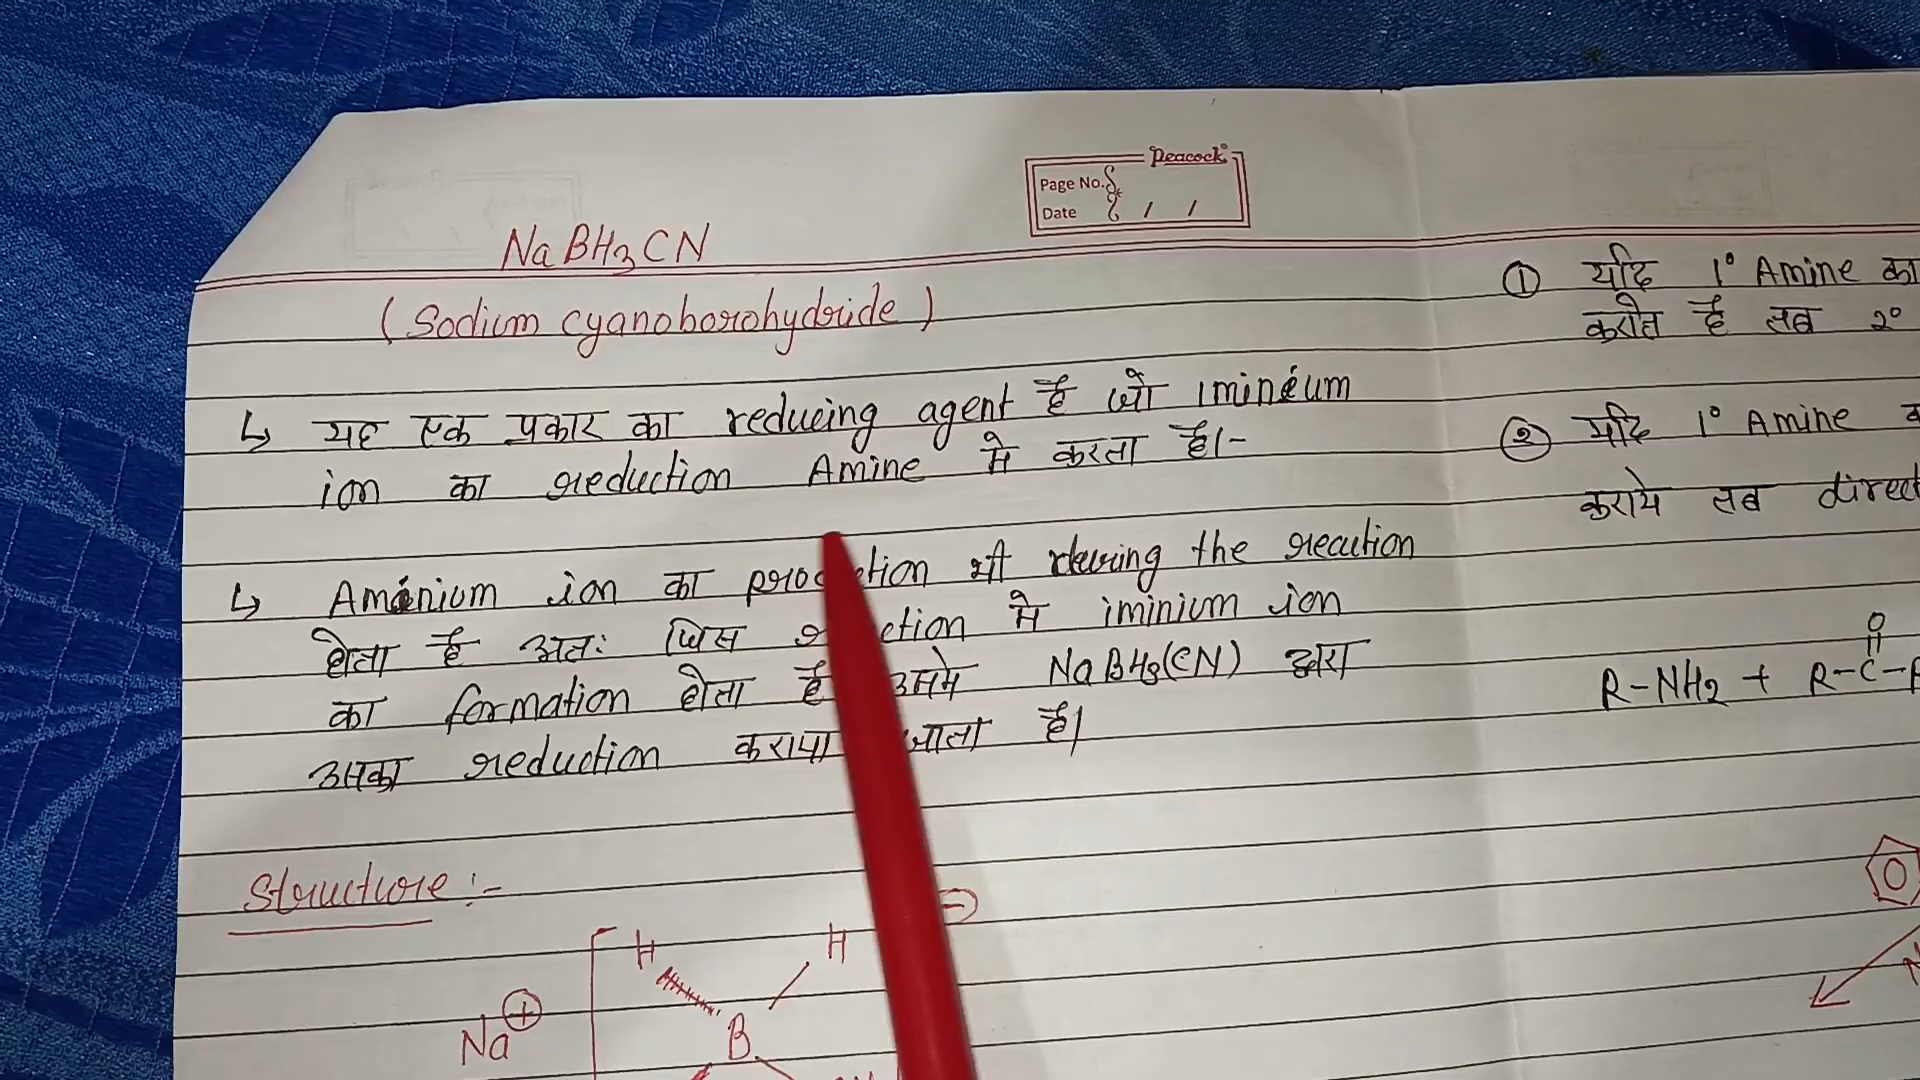 Peacock
Page No.
Date / /
NaBH3CN
(Sodium cyanoborohydride)
↳ यह एक प्रकार का reducing agent है जो iminium
ion का reduction Amine मे करता है।-
↳ Aminium ion का भी during the reaction
होता है अतः जिस मे iminium ion
का formation होता है उसमे NaBH3(CN) द्वारा
उसका reduction कराया जाता है।
Structure :-
H H
Na⊕
B
⊖
① यदि 1° Amine का
कराते है तब 2°
② यदि 1° Amine
कराये तब direct
O
R-NH2 + R-C-